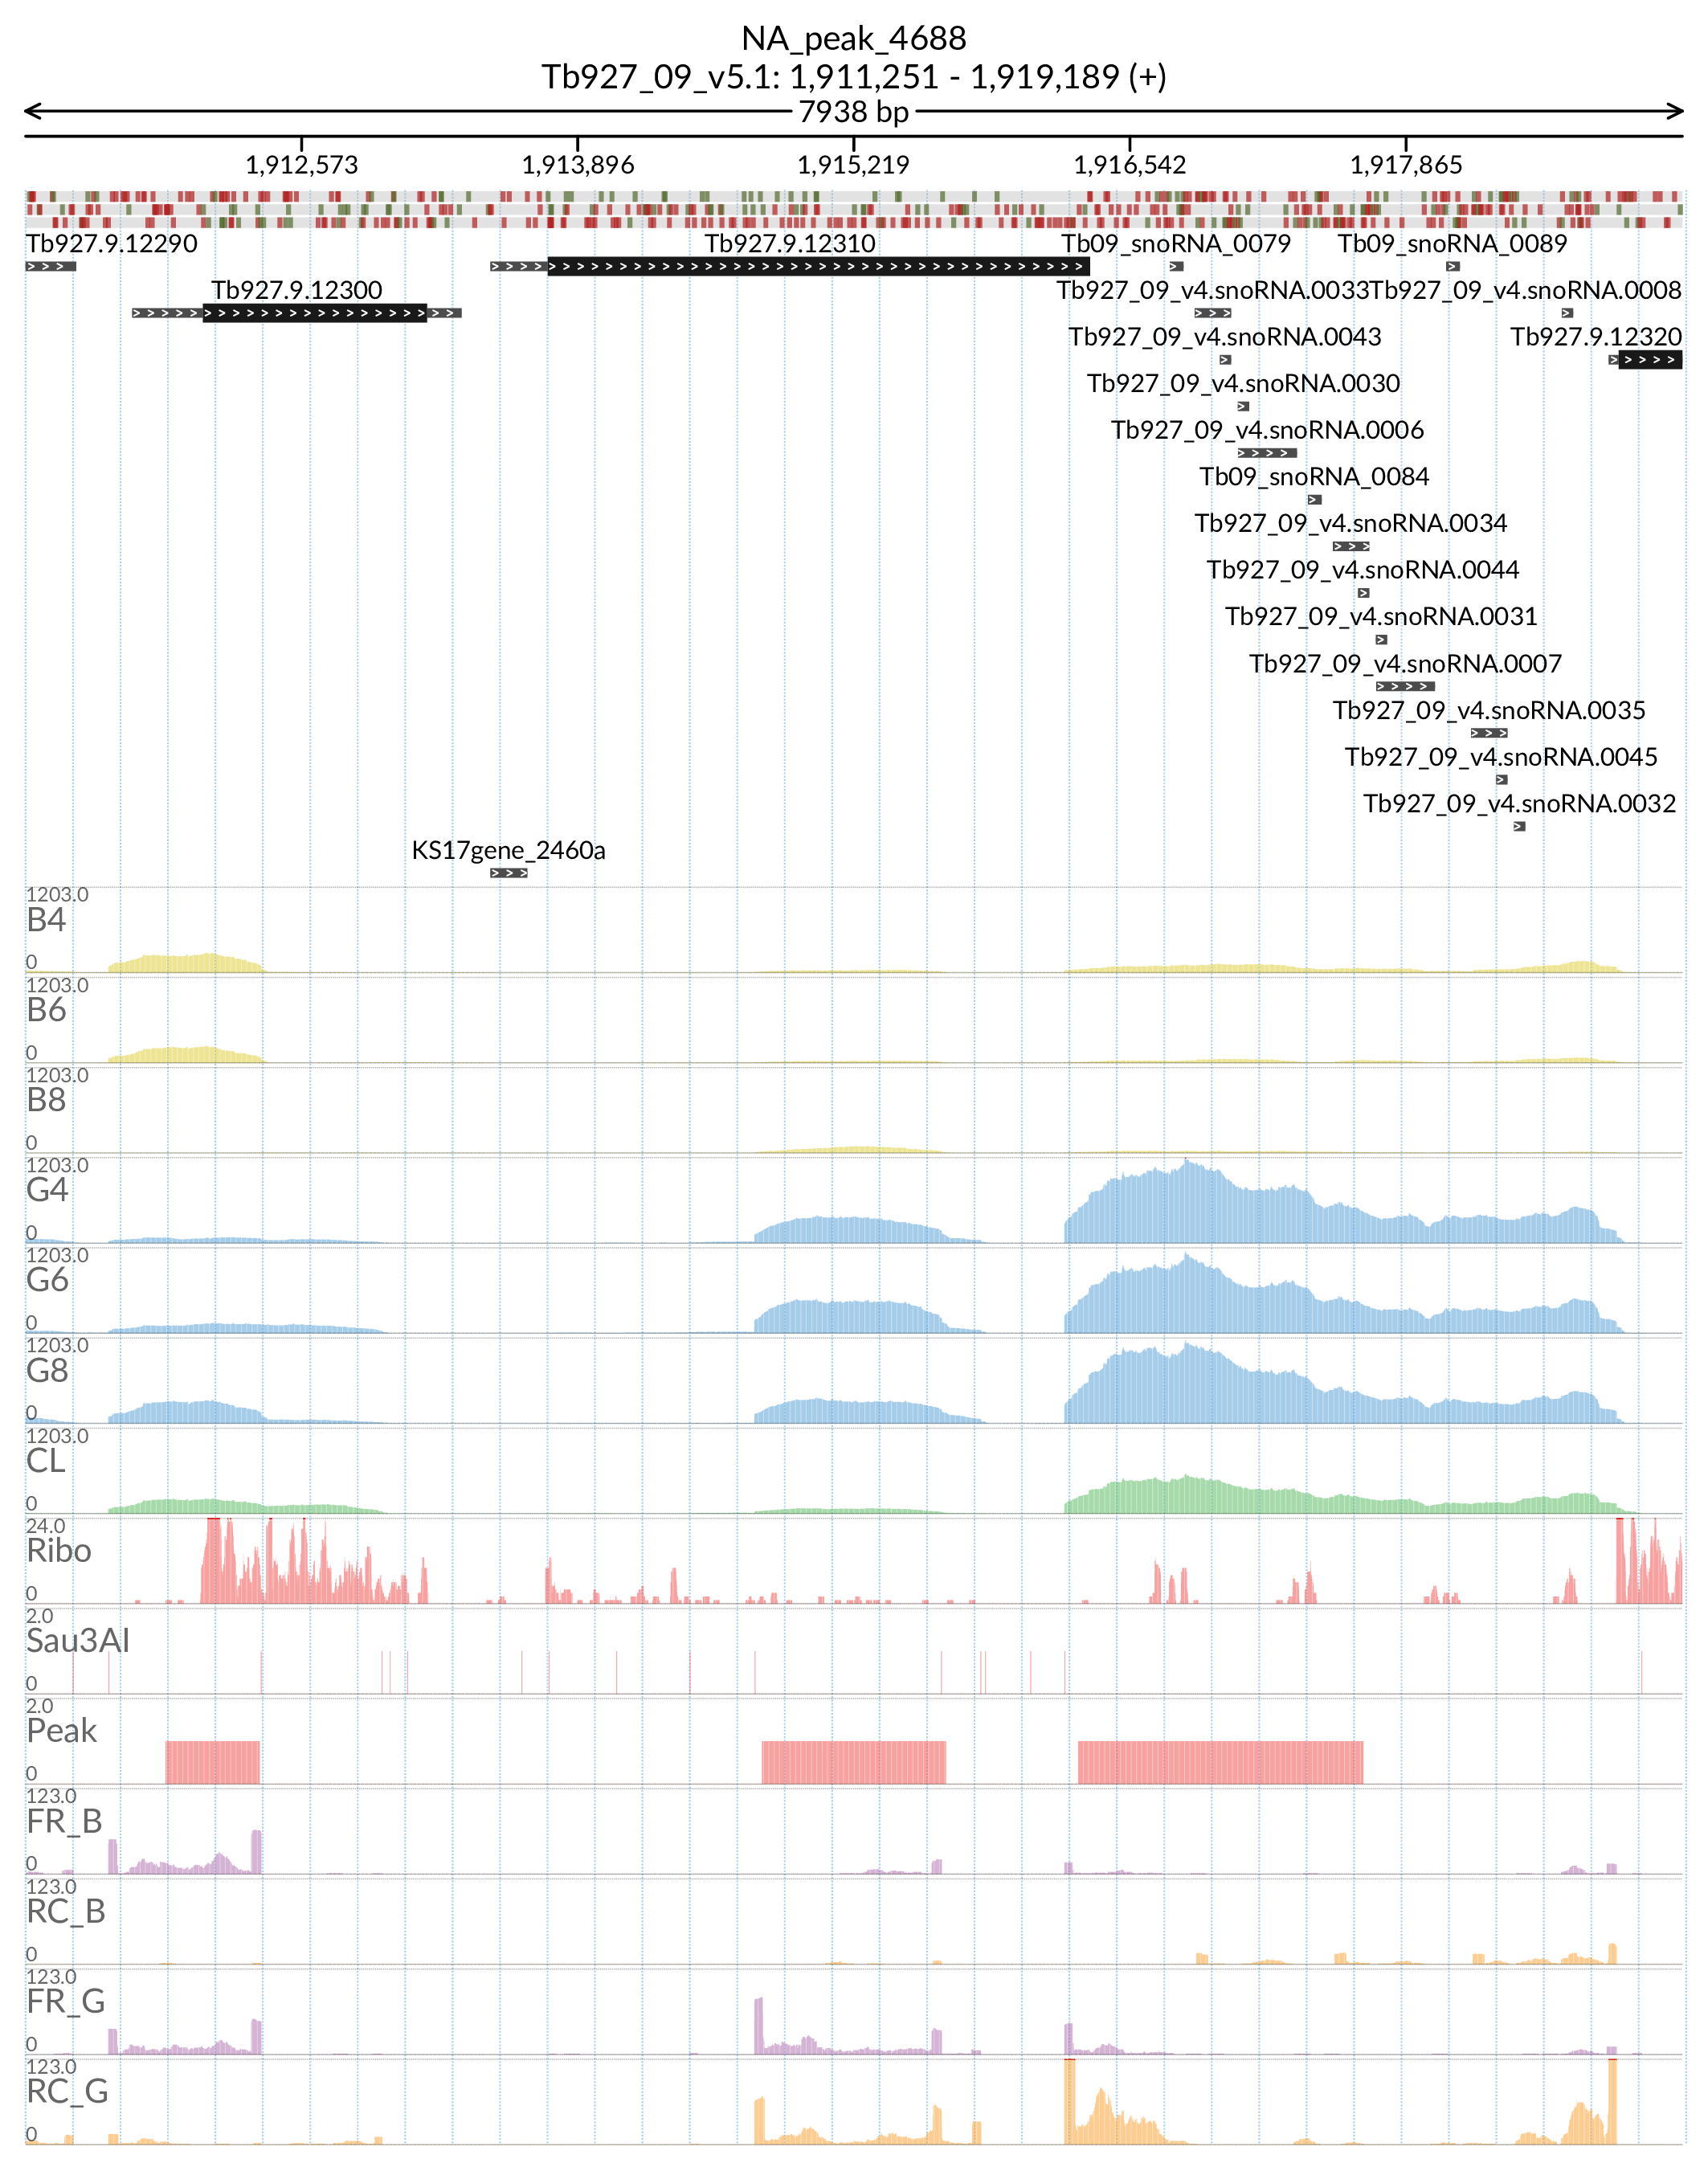 NA_peak_4688
Tb927_09_v5.1: 1,911,251 - 1,919,189 (+)
7938 bp
1,912,573 1,913,896 1,915,219 1,916,542 1,917,865
Tb927.9.12290 Tb927.9.12310 Tb09_snoRNA_0079 Tb09_snoRNA_0089
Tb927.9.12300 Tb927_09_v4.snoRNA.0033 Tb927_09_v4.snoRNA.0008
Tb927_09_v4.snoRNA.0043 Tb927.9.12320
Tb927_09_v4.snoRNA.0030
Tb927_09_v4.snoRNA.0006
Tb09_snoRNA_0084
Tb927_09_v4.snoRNA.0034
Tb927_09_v4.snoRNA.0044
Tb927_09_v4.snoRNA.0031
Tb927_09_v4.snoRNA.0007
Tb927_09_v4.snoRNA.0035
Tb927_09_v4.snoRNA.0045
Tb927_09_v4.snoRNA.0032
KS17gene_2460a
1203.0
B4
0
1203.0
B6
0
1203.0
B8
0
1203.0
G4
0
1203.0
G6
0
1203.0
G8
0
1203.0
CL
0
24.0
Ribo
0
2.0
Sau3AI
0
2.0
Peak
0
123.0
FR_B
0
123.0
RC_B
0
123.0
FR_G
0
123.0
RC_G
0